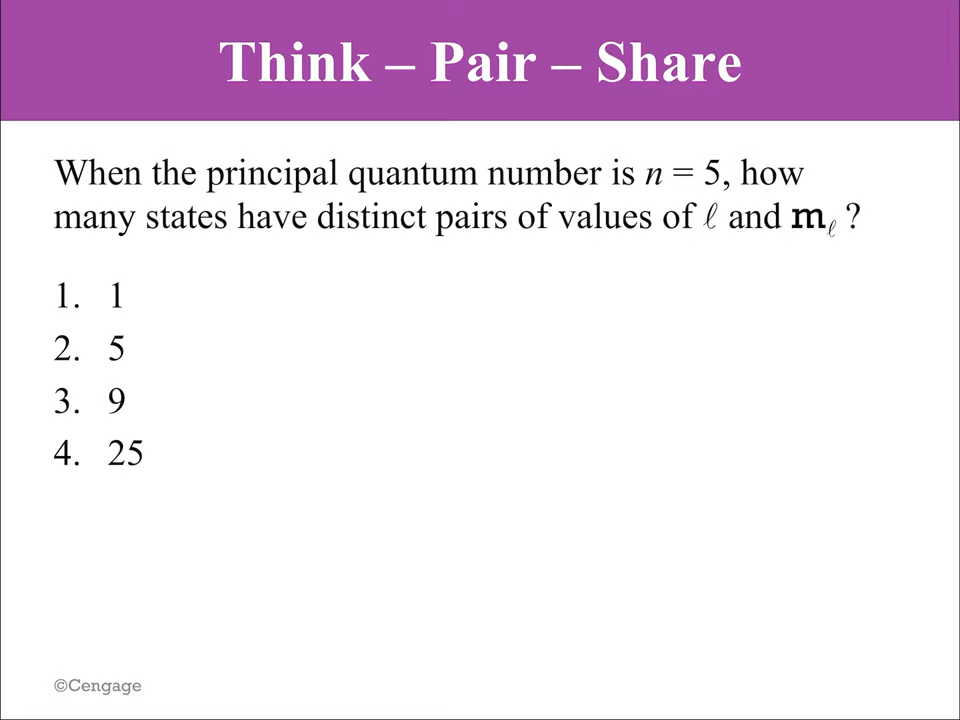 Think – Pair – Share
When the principal quantum number is n = 5, how
many states have distinct pairs of values of ℓ and mℓ ?
1. 1
2. 5
3. 9
4. 25
©Cengage